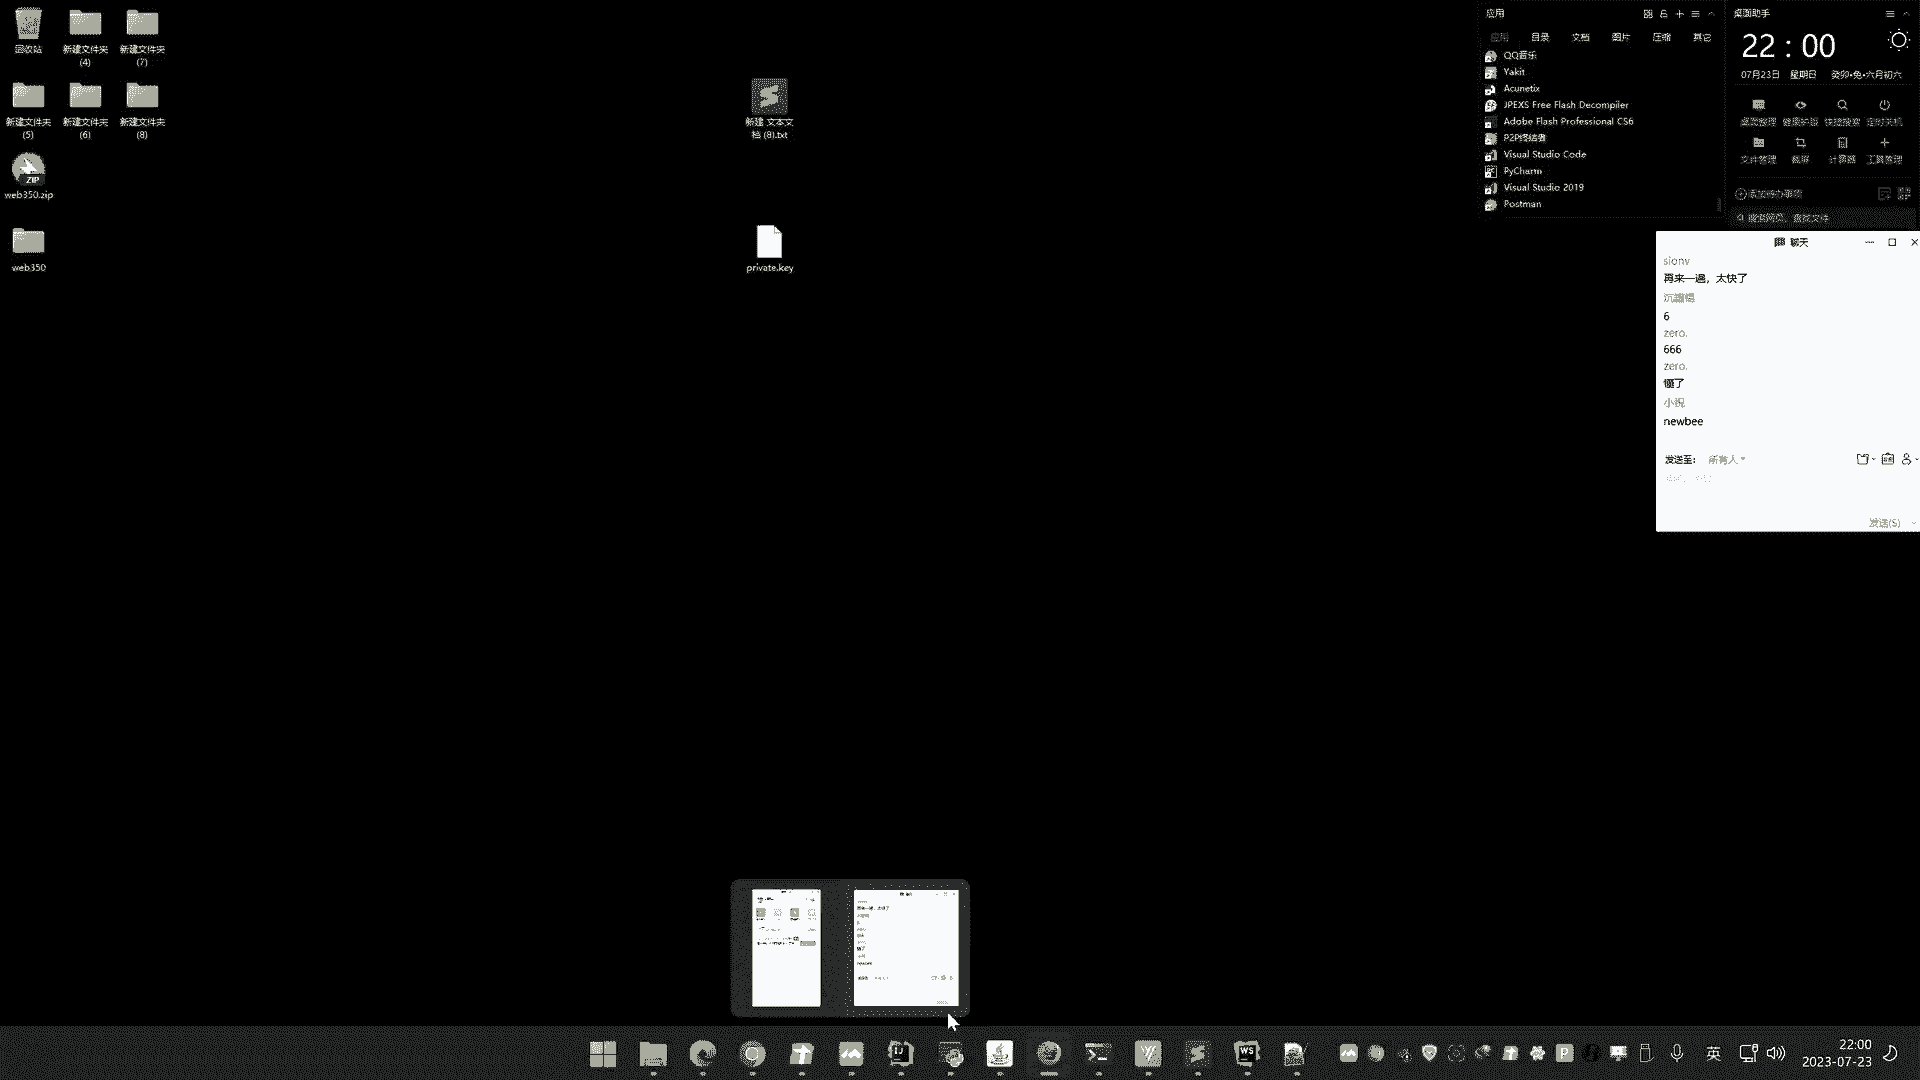 回收站
新建文件夹
(4)
新建文件夹
(7)
新建文件夹
(5)
新建文件夹
(6)
新建文件夹
(8)
ZIP
web350.zip
web350
新建 文本文
档 (8).txt
private.key
应用
应用 目录 文档 图片 压缩 其它
QQ音乐
Yakit
Acunetix
JPEXS Free Flash Decompiler
Adobe Flash Professional CS6
P2P终结者
Visual Studio Code
PyCharm
Visual Studio 2019
Postman
桌面助手
22 : 00
07月23日 星期日 癸卯•兔•六月初六
桌面整理 健康护眼 快捷搜索 定时关机
文件管理 截屏 计算器 工具管理
添加待办事项
搜索网页、查找文件
聊天
siony
再来一遍，太快了
沉睡
6
zero.
666
zero.
懂了
小祝
newbee
发送至: 所有人
发送(S)
英
22:00
2023-07-23